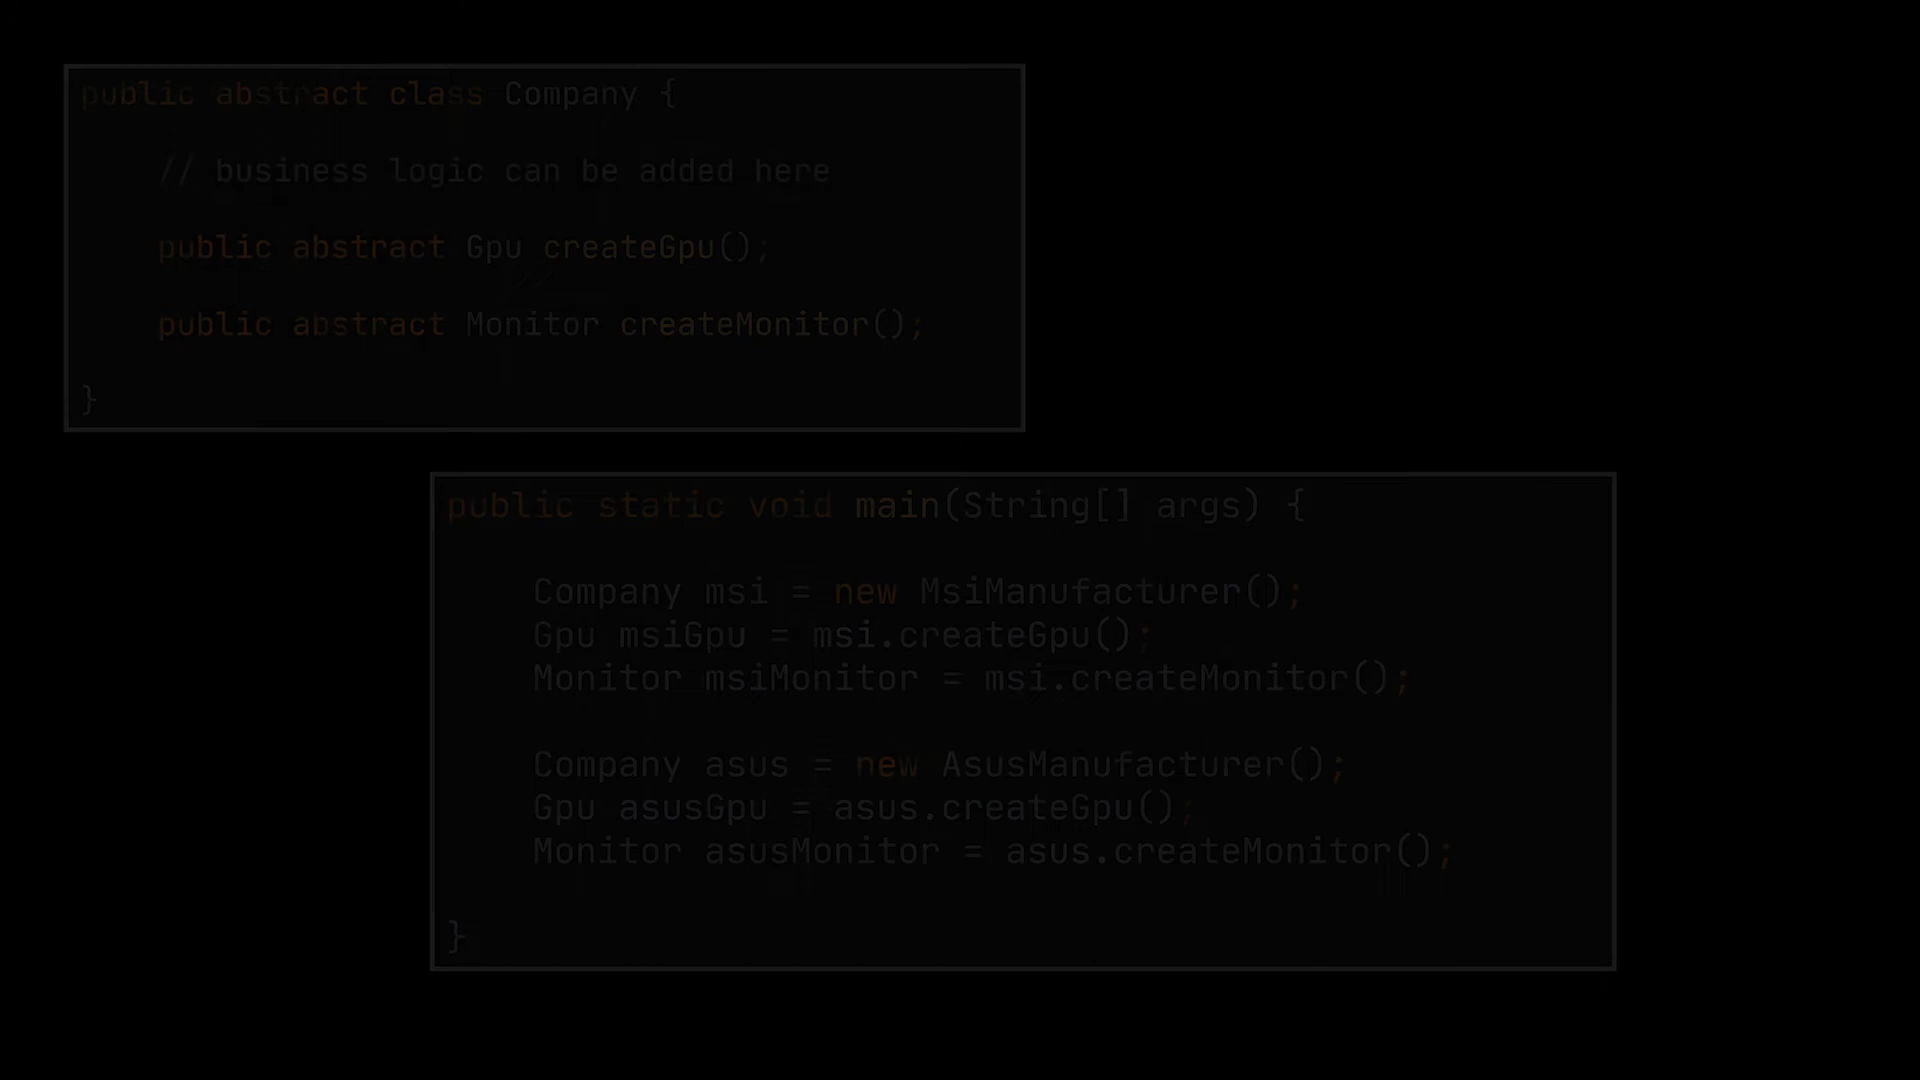 public abstract class Company {
// business logic can be added here
public abstract Gpu createGpu();
public abstract Monitor createMonitor();
}
public static void main(String[] args) {
Company msi = new MsiManufacturer();
Gpu msiGpu = msi.createGpu();
Monitor msiMonitor = msi.createMonitor();
Company asus = new AsusManufacturer();
Gpu asusGpu = asus.createGpu();
Monitor asusMonitor = asus.createMonitor();
}